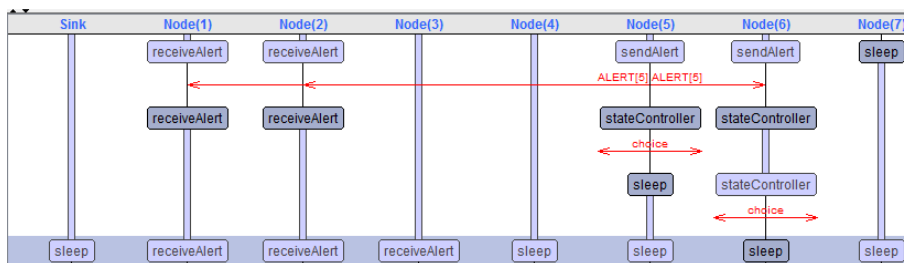 Sink Node(1) Node(2) Node(3) Node(4) Node(5) Node(6) Node(7)
receiveAlert receiveAlert sendAlert sendAlert sleep
ALERT[5] ALERT[5]
receiveAlert receiveAlert stateController stateController
choice
sleep stateController
choice
sleep receiveAlert receiveAlert receiveAlert sleep sleep sleep sleep